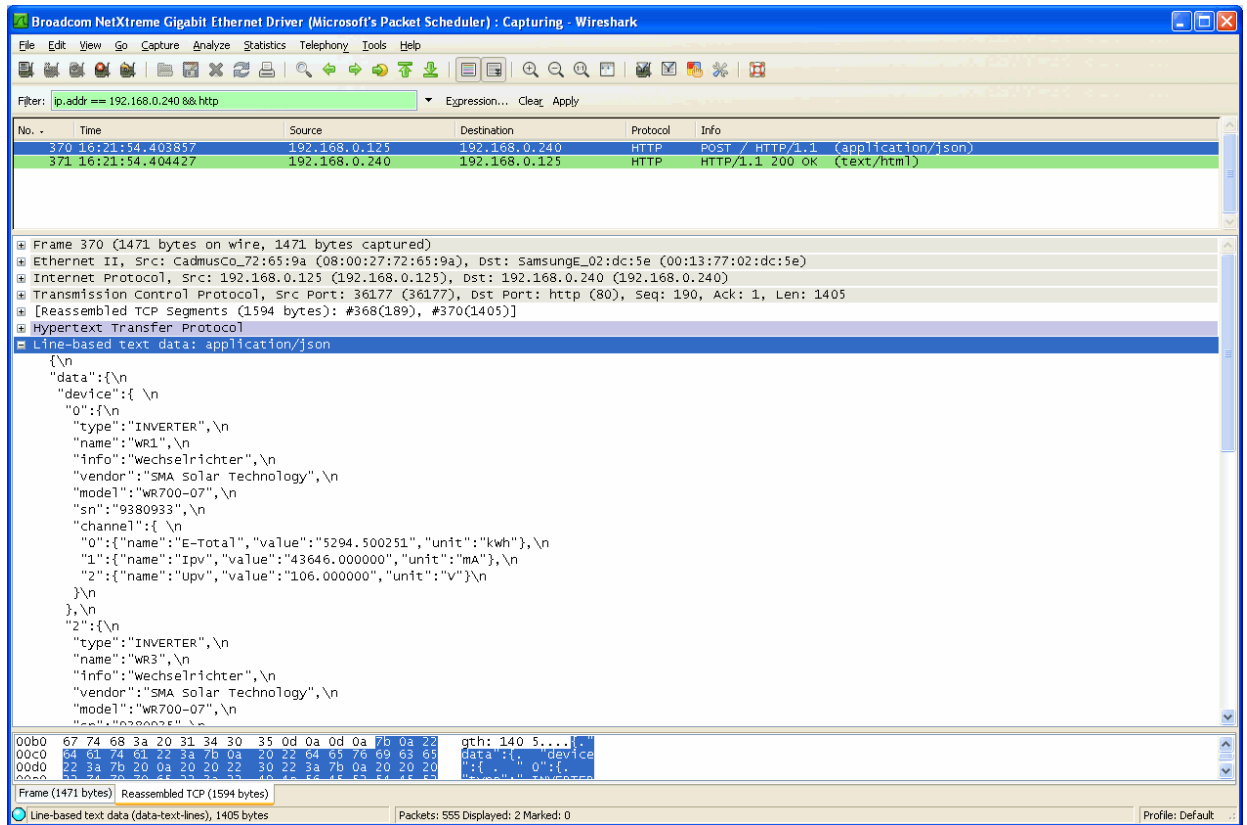 Broadcom NetXtreme Gigabit Ethernet Driver (Microsoft's Packet Scheduler) : Capturing - Wireshark
File Edit View Go Capture Analyze Statistics Telephony Tools Help
Filter: ip.addr == 192.168.0.240 && http Expression... Clear Apply
No. Time Source Destination Protocol Info
370 16:21:54.403857 192.168.0.125 192.168.0.240 HTTP POST / HTTP/1.1 (application/json)
371 16:21:54.404427 192.168.0.240 192.168.0.125 HTTP HTTP/1.1 200 OK (text/html)
Frame 370 (1471 bytes on wire, 1471 bytes captured)
Ethernet II, Src: CadmusCo_72:65:9a (08:00:27:72:65:9a), Dst: SamsungE_02:dc:5e (00:13:77:02:dc:5e)
Internet Protocol, Src: 192.168.0.125 (192.168.0.125), Dst: 192.168.0.240 (192.168.0.240)
Transmission Control Protocol, Src Port: 36177 (36177), Dst Port: http (80), Seq: 190, Ack: 1, Len: 1405
[Reassembled TCP Segments (1594 bytes): #368(189), #370(1405)]
Hypertext Transfer Protocol
Line-based text data: application/json
{\n
"data":{\n
"device":{ \n
"0":{\n
"type":"INVERTER",\n
"name":"WR1",\n
"info":"Wechselrichter",\n
"vendor":"SMA Solar Technology",\n
"model":"WR700-07",\n
"sn":"9380933",\n
"channel":{ \n
"0":{"name":"E-Total","value":"5294.500251","unit":"kWh"},\n
"1":{"name":"Ipv","value":"43646.000000","unit":"mA"},\n
"2":{"name":"Upv","value":"106.000000","unit":"V"}\n
}\n
},\n
"2":{\n
"type":"INVERTER",\n
"name":"WR3",\n
"info":"Wechselrichter",\n
"vendor":"SMA Solar Technology",\n
"model":"WR700-07",\n
00b0 67 74 68 3a 20 31 34 30 35 0d 0a 0d 0a 7b 0a 22 gth: 140 5....{."
00c0 64 61 74 61 22 3a 7b 0a 20 22 64 65 76 69 63 65 data":{. "device
00d0 22 3a 7b 20 0a 20 20 22 30 22 3a 7b 0a 20 20 20 ":{ . " 0":{.
Frame (1471 bytes) Reassembled TCP (1594 bytes)
Line-based text data (data-text-lines), 1405 bytes Packets: 555 Displayed: 2 Marked: 0 Profile: Default